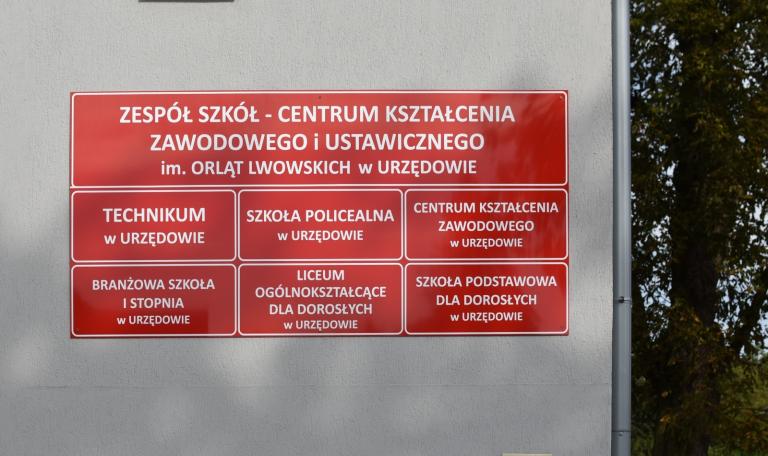 ZESPÓŁ SZKÓŁ - CENTRUM KSZTAŁCENIA
ZAWODOWEGO i USTAWICZNEGO
im. ORLĄT LWOWSKICH w URZĘDOWIE
TECHNIKUM
w URZĘDOWIE
SZKOŁA POLICEALNA
w URZĘDOWIE
CENTRUM KSZTAŁCENIA
ZAWODOWEGO
w URZĘDOWIE
BRANŻOWA SZKOŁA
I STOPNIA
w URZĘDOWIE
LICEUM
OGÓLNOKSZTAŁCĄCE
DLA DOROSŁYCH
w URZĘDOWIE
SZKOŁA PODSTAWOWA
DLA DOROSŁYCH
w URZĘDOWIE